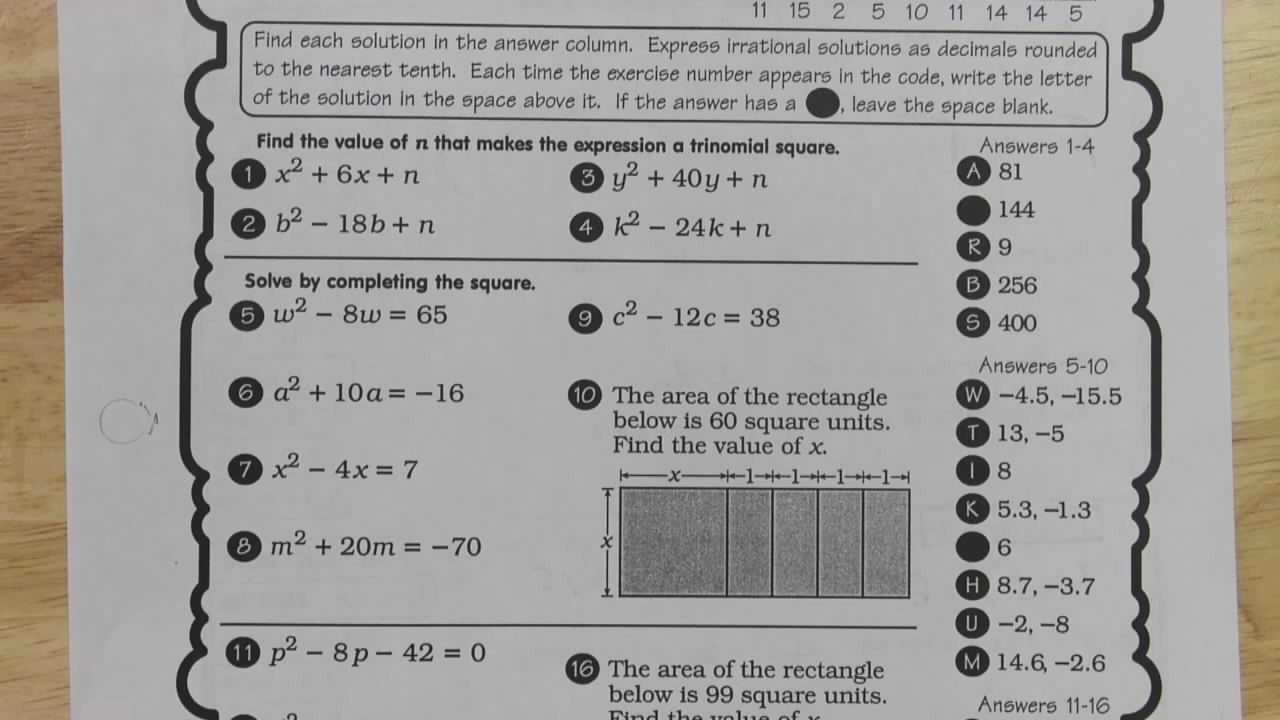 11 15 2 5 10 11 14 14 5
Find each solution in the answer column. Express irrational solutions as decimals rounded
to the nearest tenth. Each time the exercise number appears in the code, write the letter
of the solution in the space above it. If the answer has a ●, leave the space blank.
Find the value of n that makes the expression a trinomial square.
1 x² + 6x + n
3 y² + 40y + n
2 b² − 18b + n
4 k² − 24k + n
Solve by completing the square.
5 w² − 8w = 65
9 c² − 12c = 38
6 a² + 10a = −16
7 x² − 4x = 7
8 m² + 20m = −70
10 The area of the rectangle
below is 60 square units.
Find the value of x.
x 1 1 1 1
x
11 p² − 8p − 42 = 0
16 The area of the rectangle
below is 99 square units.
Find the value of x.
Answers 1-4
A 81
144
R 9
B 256
S 400
Answers 5-10
W −4.5, −15.5
T 13, −5
I 8
K 5.3, −1.3
6
H 8.7, −3.7
U −2, −8
M 14.6, −2.6
Answers 11-16